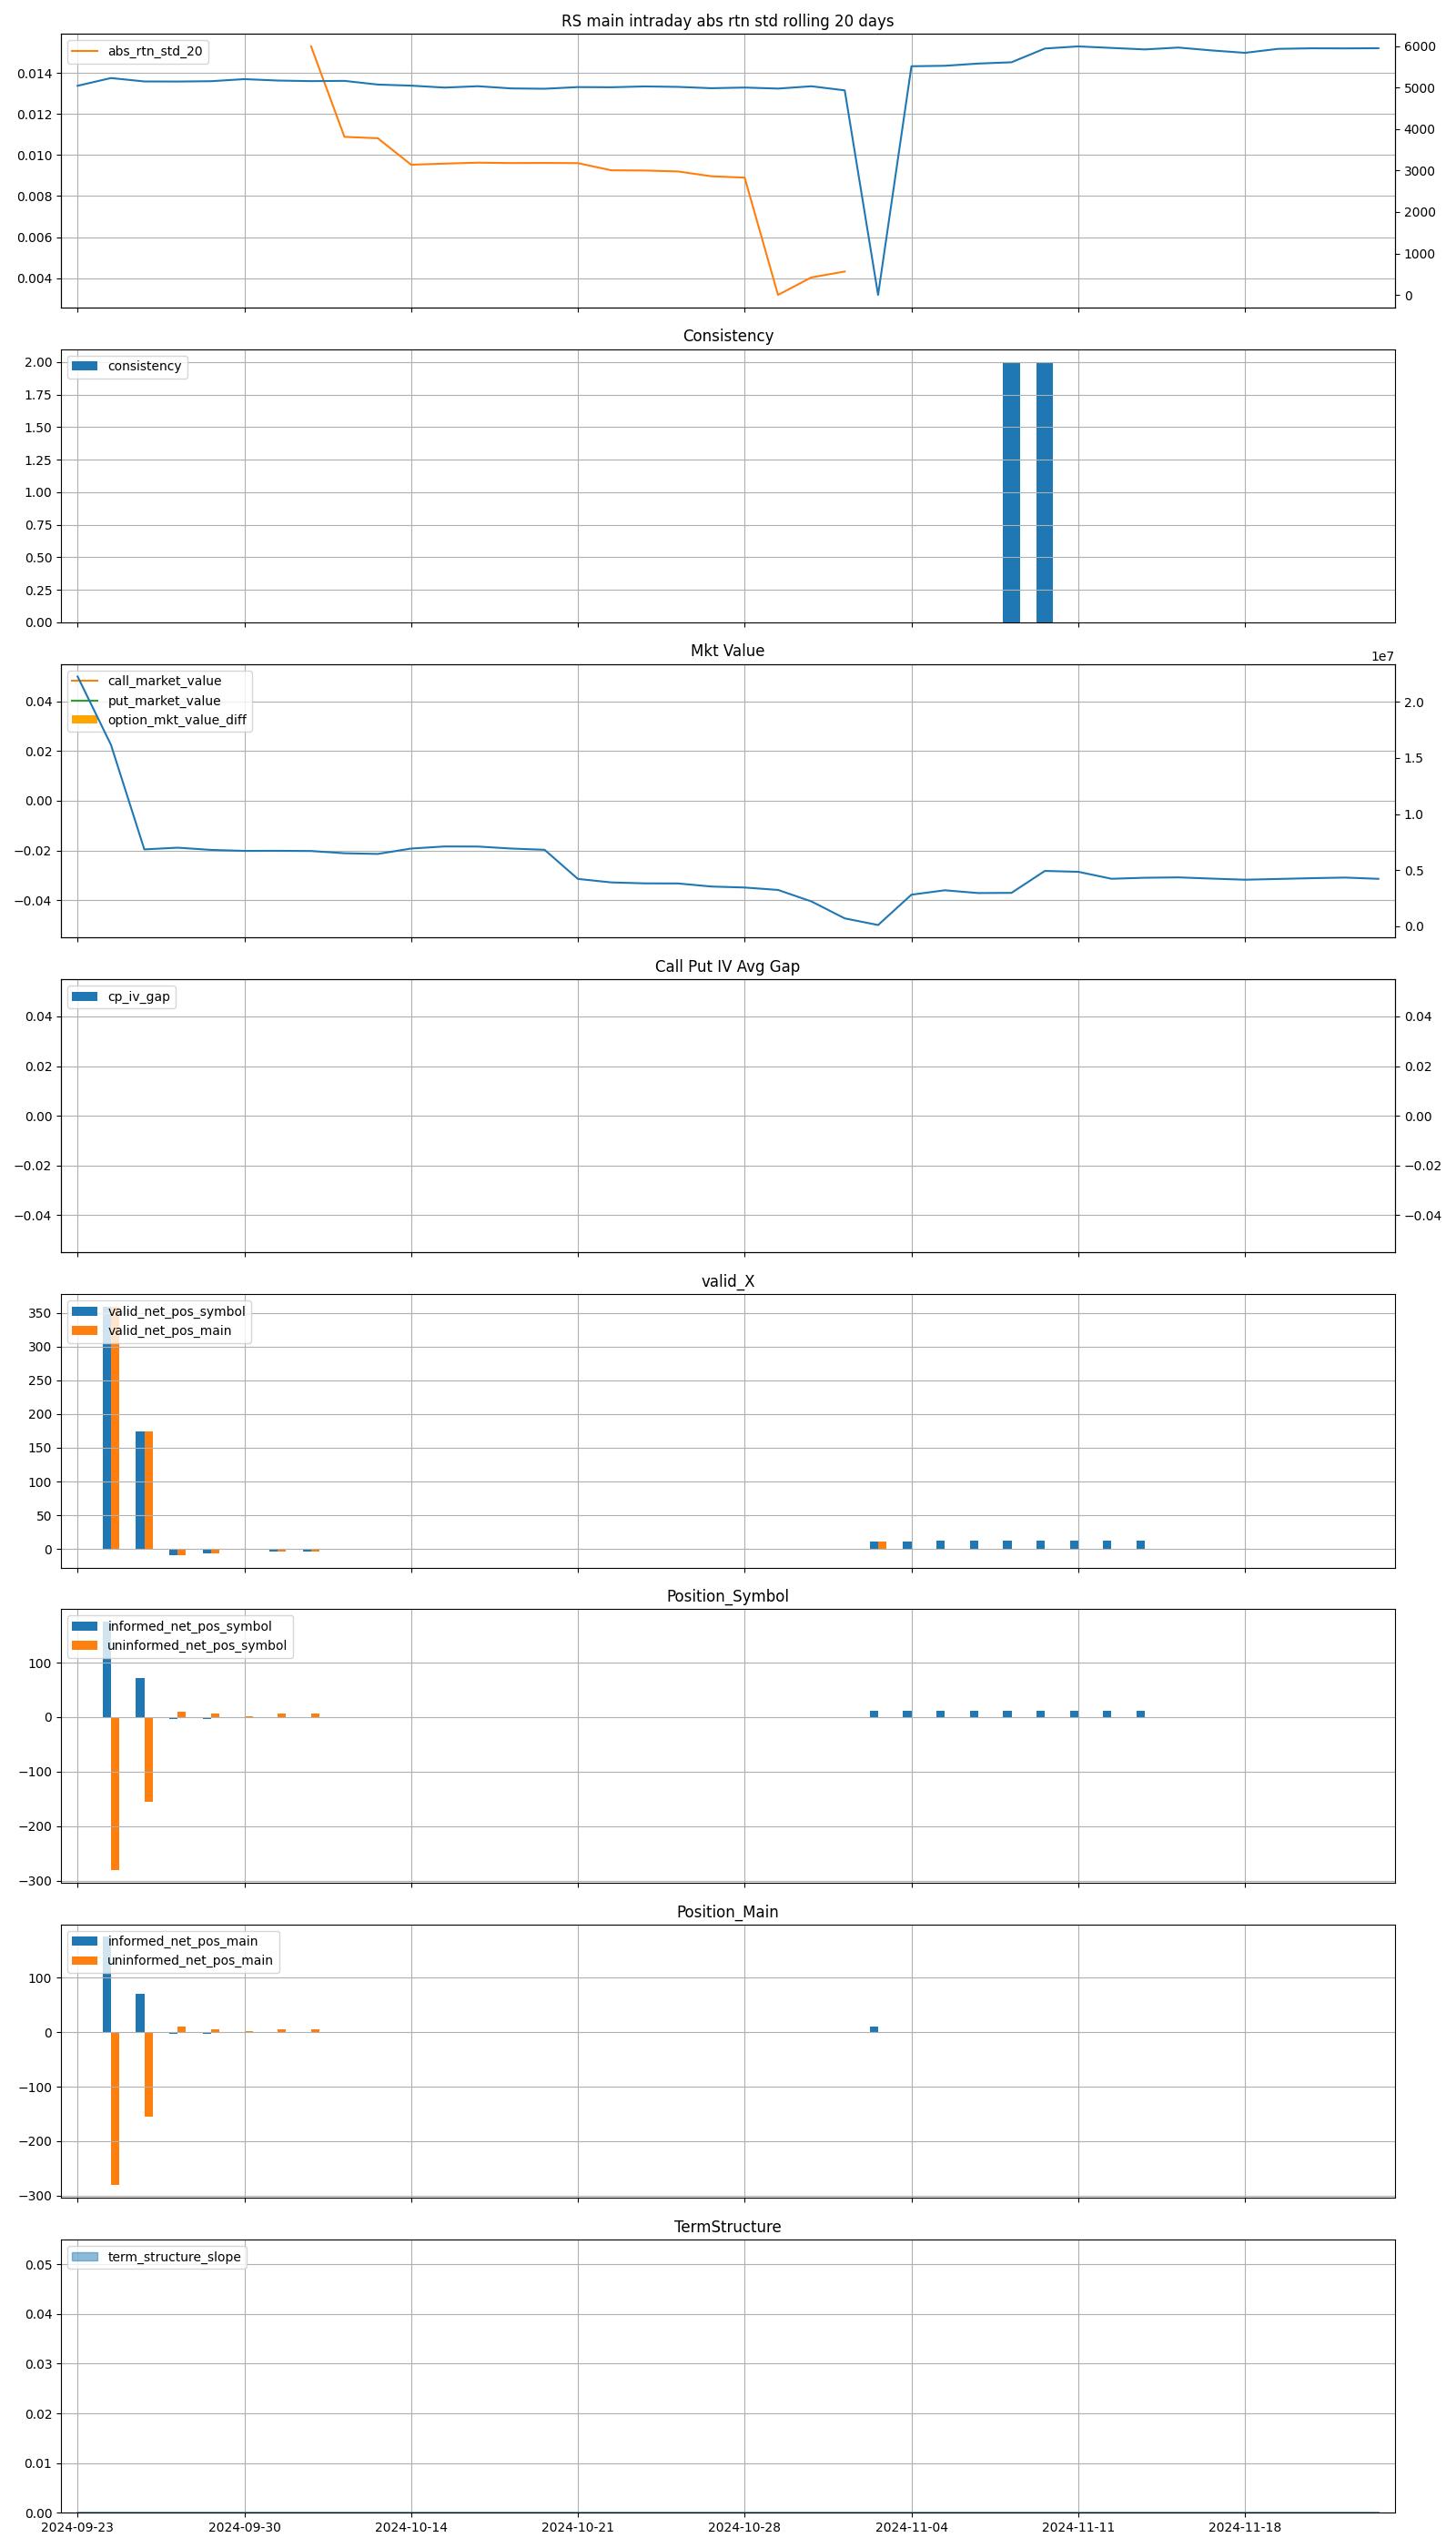 RS main intraday abs rtn std rolling 20 days
abs_rtn_std_20
0.014
0.012
0.010
0.008
0.006
0.004
6000
5000
4000
3000
2000
1000
0
Consistency
consistency
2.00
1.75
1.50
1.25
1.00
0.75
0.50
0.25
0.00
Mkt Value
1e7
call_market_value
put_market_value
option_mkt_value_diff
0.04
0.02
0.00
−0.02
−0.04
2.0
1.5
1.0
0.5
0.0
Call Put IV Avg Gap
cp_iv_gap
0.04
0.02
0.00
−0.02
−0.04
0.04
0.02
0.00
−0.02
−0.04
valid_X
valid_net_pos_symbol
valid_net_pos_main
350
300
250
200
150
100
50
0
Position_Symbol
informed_net_pos_symbol
uninformed_net_pos_symbol
100
0
−100
−200
−300
Position_Main
informed_net_pos_main
uninformed_net_pos_main
100
0
−100
−200
−300
TermStructure
term_structure_slope
0.05
0.04
0.03
0.02
0.01
0.00
2024-09-23 2024-09-30 2024-10-14 2024-10-21 2024-10-28 2024-11-04 2024-11-11 2024-11-18